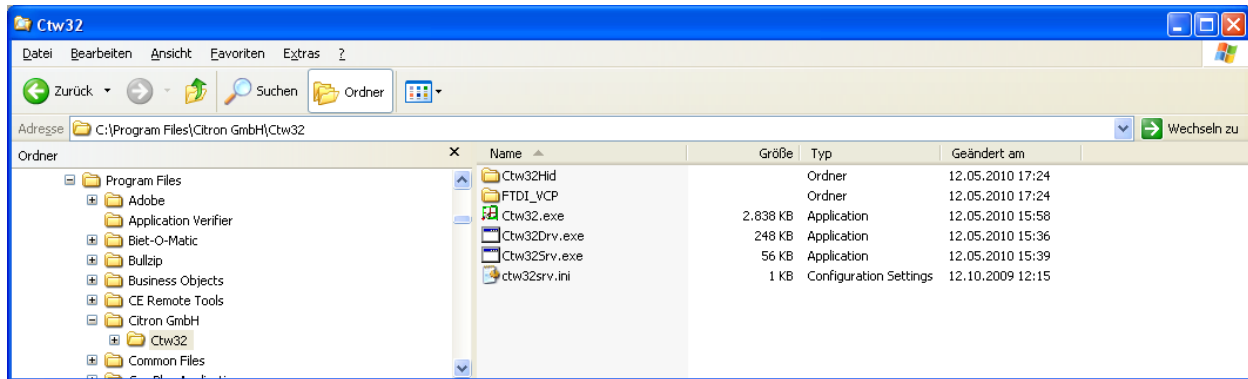 Ctw32
Datei Bearbeiten Ansicht Favoriten Extras ?
Zurück Suchen Ordner
Adresse C:\Program Files\Citron GmbH\Ctw32 Wechseln zu
Ordner x Name Größe Typ Geändert am
Program Files
Adobe
Application Verifier
Biet-O-Matic
Bullzip
Business Objects
CE Remote Tools
Citron GmbH
Ctw32
Common Files
Ctw32Hid Ordner 12.05.2010 17:24
FTDI_VCP Ordner 12.05.2010 17:24
Ctw32.exe 2.838 KB Application 12.05.2010 15:58
Ctw32Drv.exe 248 KB Application 12.05.2010 15:36
Ctw32Srv.exe 56 KB Application 12.05.2010 15:39
ctw32srv.ini 1 KB Configuration Settings 12.10.2009 12:15